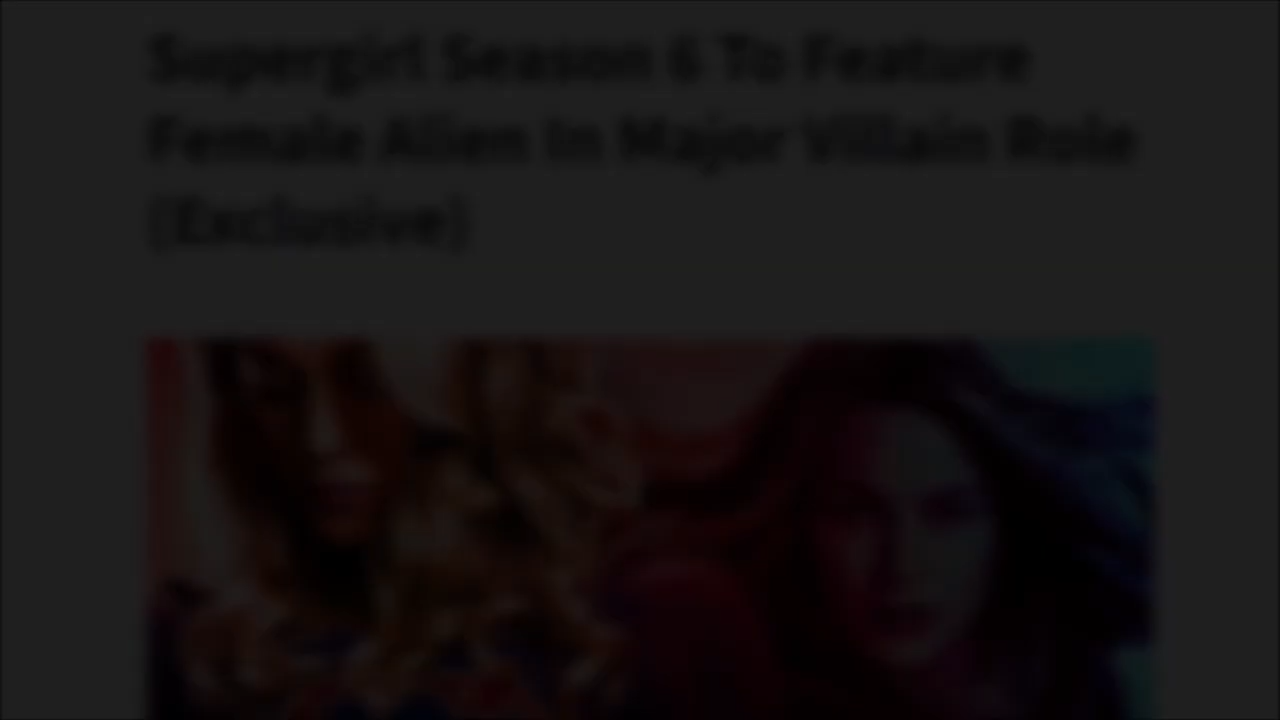 Supergirl Season 6 To Feature
Female Alien In Major Villain Role
(Exclusive)